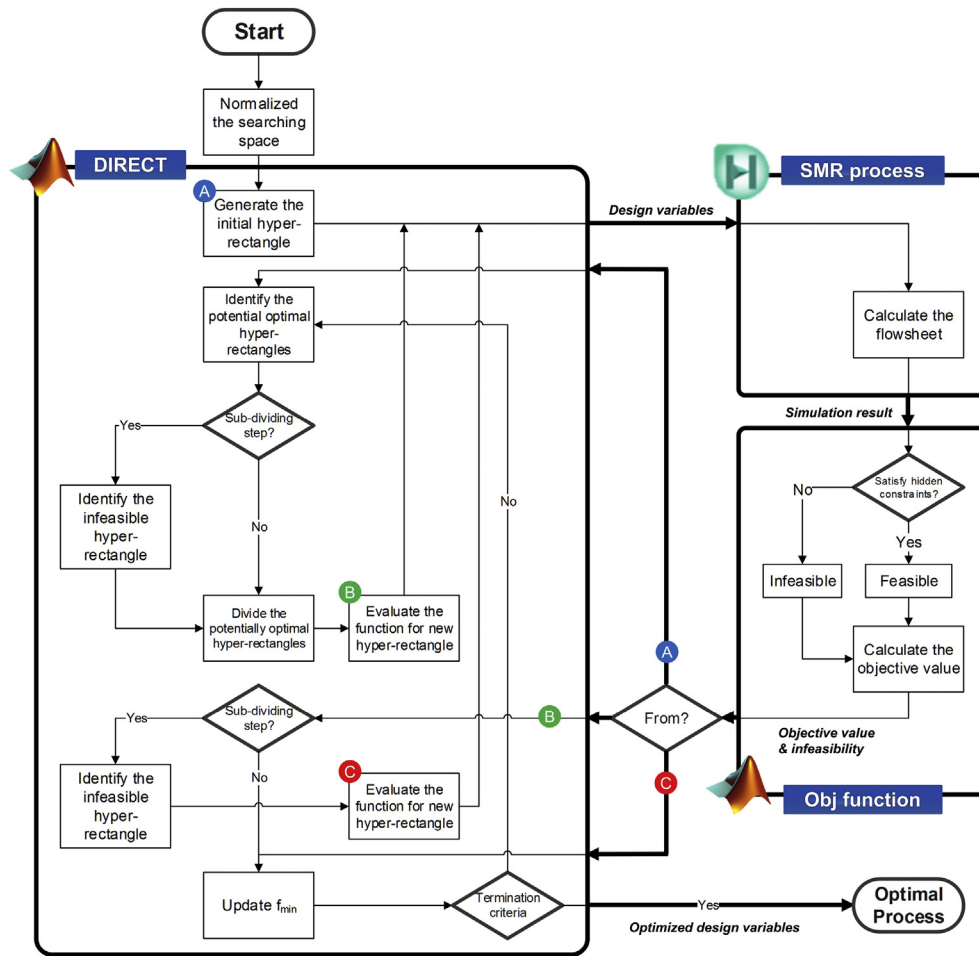 Start
Normalized
the searching
space
DIRECT
A
Generate the
initial hyper-
rectangle
Design variables
H
SMR process
Identify the
potential optimal
hyper-
rectangles
Calculate the
flowsheet
Simulation result
Sub-dividing
step?
Yes
No
Identify the
infeasible
hyper-
rectangle
No
Satisfy hidden
constraints?
No
Yes
Infeasible
Feasible
Divide the
potentially optimal
hyper-rectangles
B
Evaluate the
function for new
hyper-rectangle
Calculate the
objective value
A
From?
B
C
Objective value
& infeasibility
Obj function
Sub-dividing
step?
Yes
No
Identify the
infeasible
hyper-
rectangle
C
Evaluate the
function for new
hyper-rectangle
Update fmin
Termination
criteria
Yes
Optimized design variables
Optimal
Process